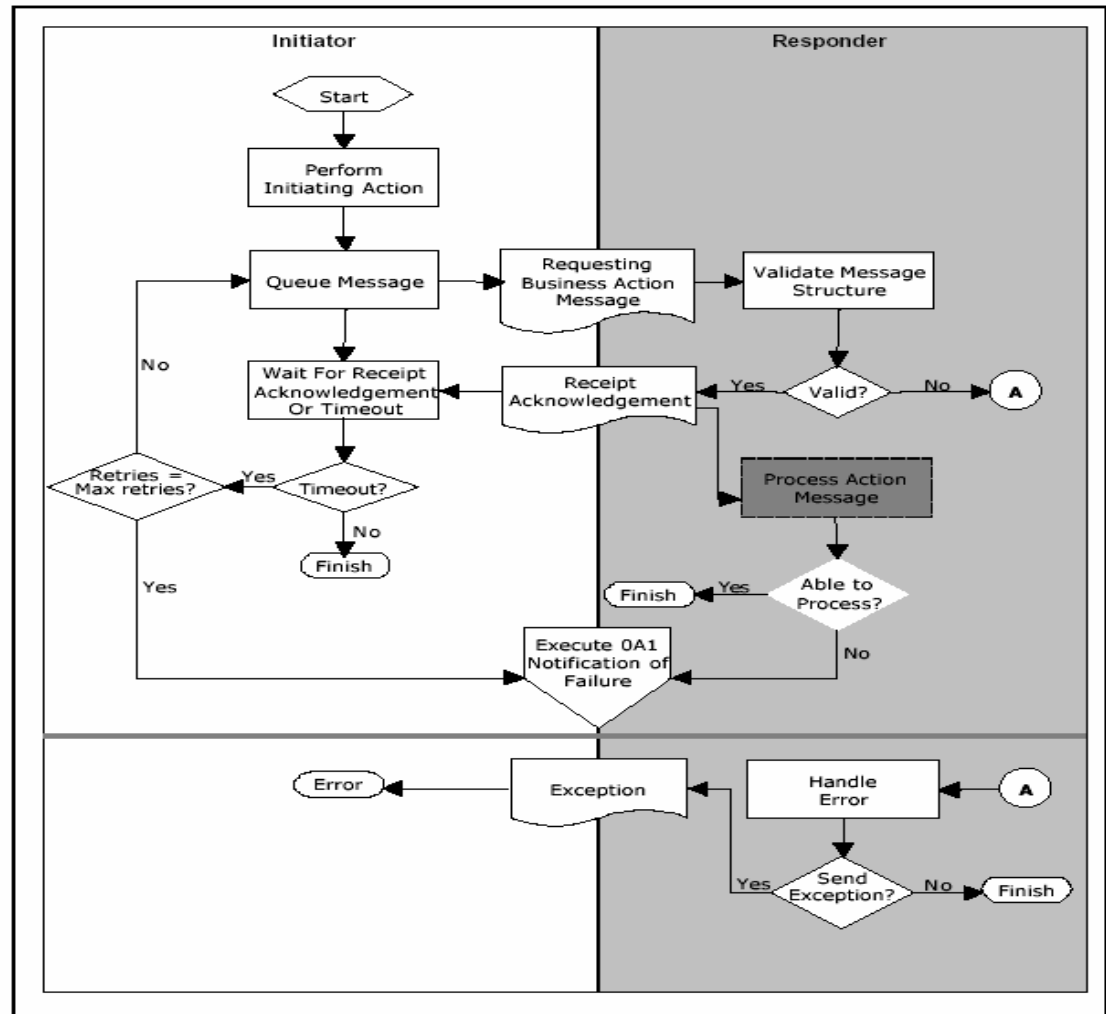 Initiator
Responder
Start
Perform
Initiating Action
Queue Message
Requesting
Business Action
Message
Validate Message
Structure
No
Wait For Receipt
Acknowledgement
Or Timeout
Receipt
Acknowledgement
Yes
Valid?
No
A
Retries =
Max retries?
Yes
Timeout?
Process Action
Message
No
Finish
Yes
Finish
Yes
Able to
Process?
Execute 0A1
Notification of
Failure
No
Error
Exception
Handle
Error
A
Yes
Send
Exception?
No
Finish